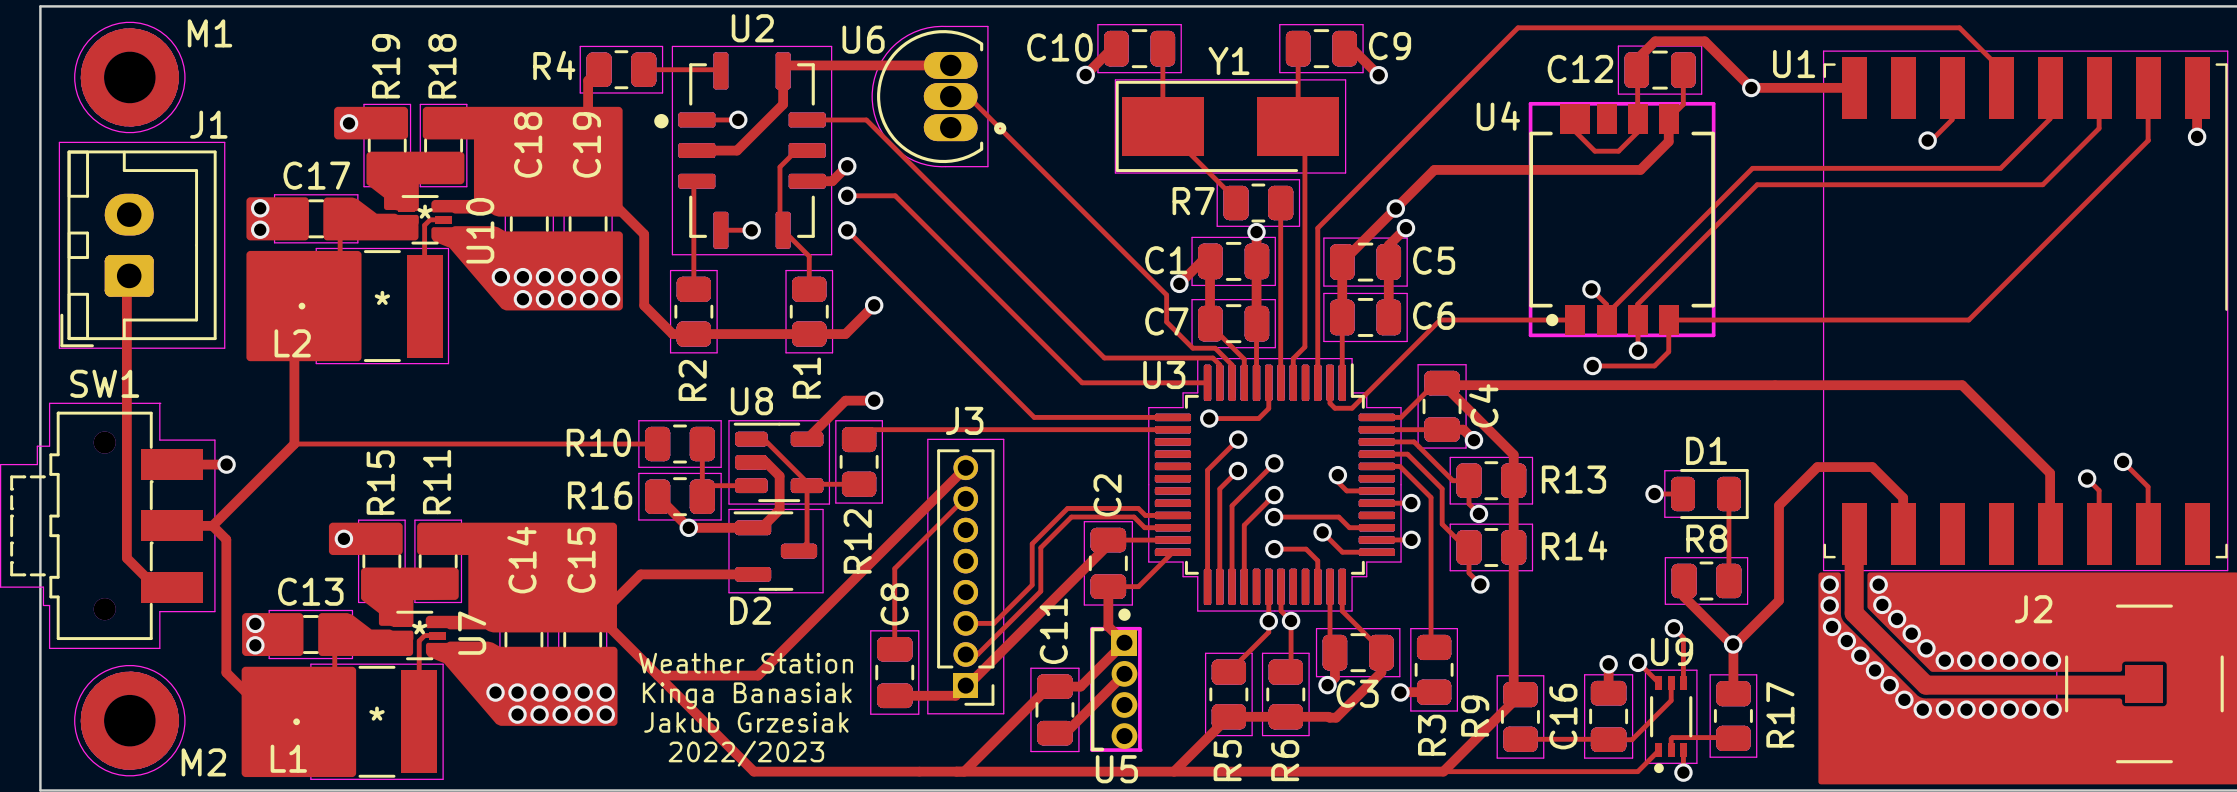 M1
R19
R18
R4
U2
U6
C10
Y1
C9
C12
U1
J1
C18
C19
U4
C17
*
U10
R7
C1
C5
*
L2
C7
C6
R2
R1
U3
SW1
U8
J3
C4
R10
D1
R15
R11
R16
C2
R13
C14
C15
R12
R14
R8
C13
*
U7
D2
C8
C11
J2
Weather Station
Kinga Banasiak
Jakub Grzesiak
2022/2023
C3
U9
*
L1
M2
R5
R6
R3
R9
C16
R17
U5